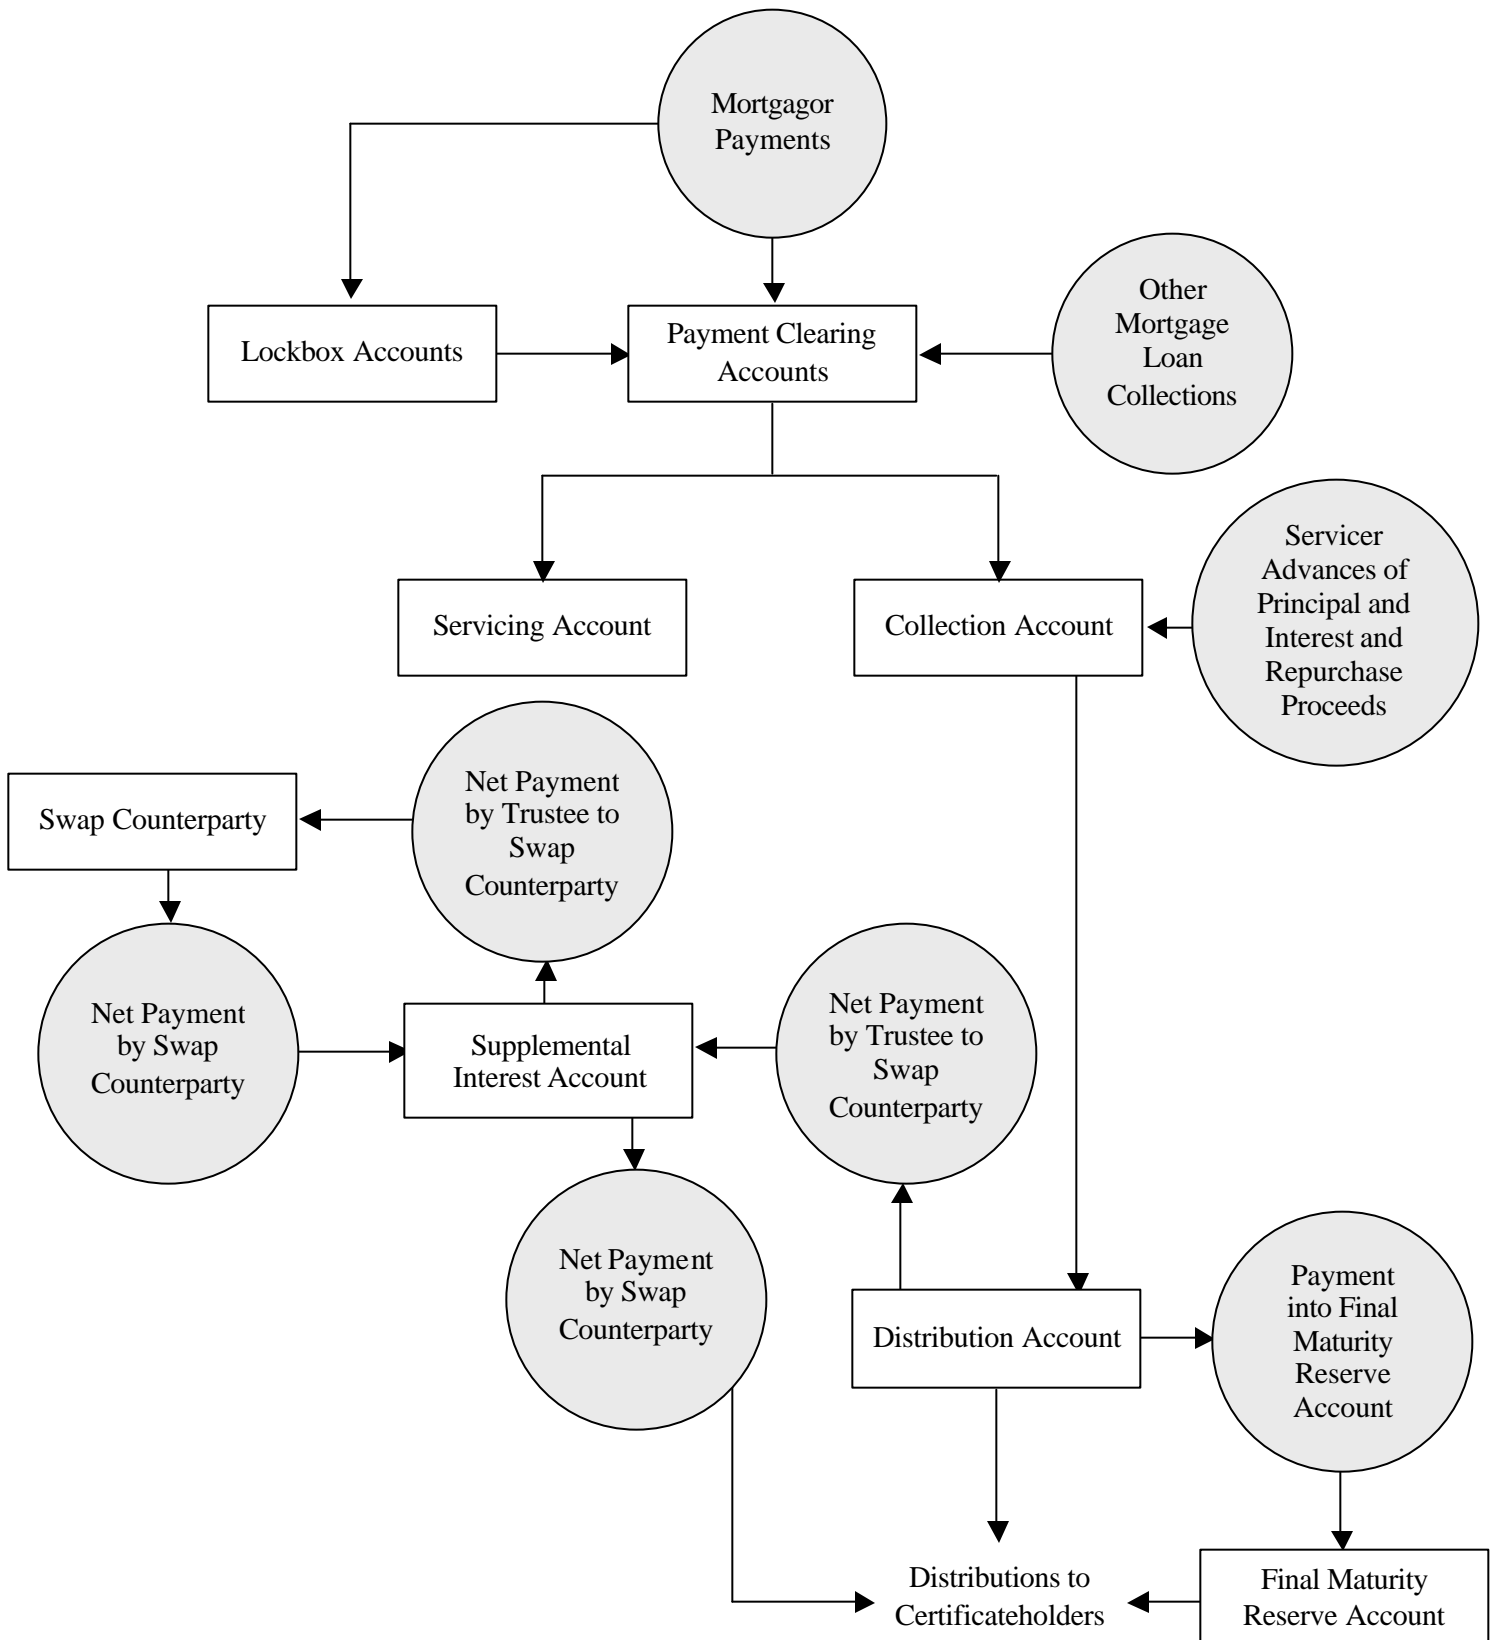 Mortgagor
Payments
Lockbox Accounts
Payment Clearing
Accounts
Other
Mortgage
Loan
Collections
Servicing Account
Collection Account
Servicer
Advances of
Principal and
Interest and
Repurchase
Proceeds
Swap Counterparty
Net Payment
by Trustee to
Swap
Counterparty
Net Payment
by Swap
Counterparty
Supplemental
Interest Account
Net Payment
by Trustee to
Swap
Counterparty
Net Payment
by Swap
Counterparty
Distribution Account
Payment
into Final
Maturity
Reserve
Account
Distributions to
Certificateholders
Final Maturity
Reserve Account